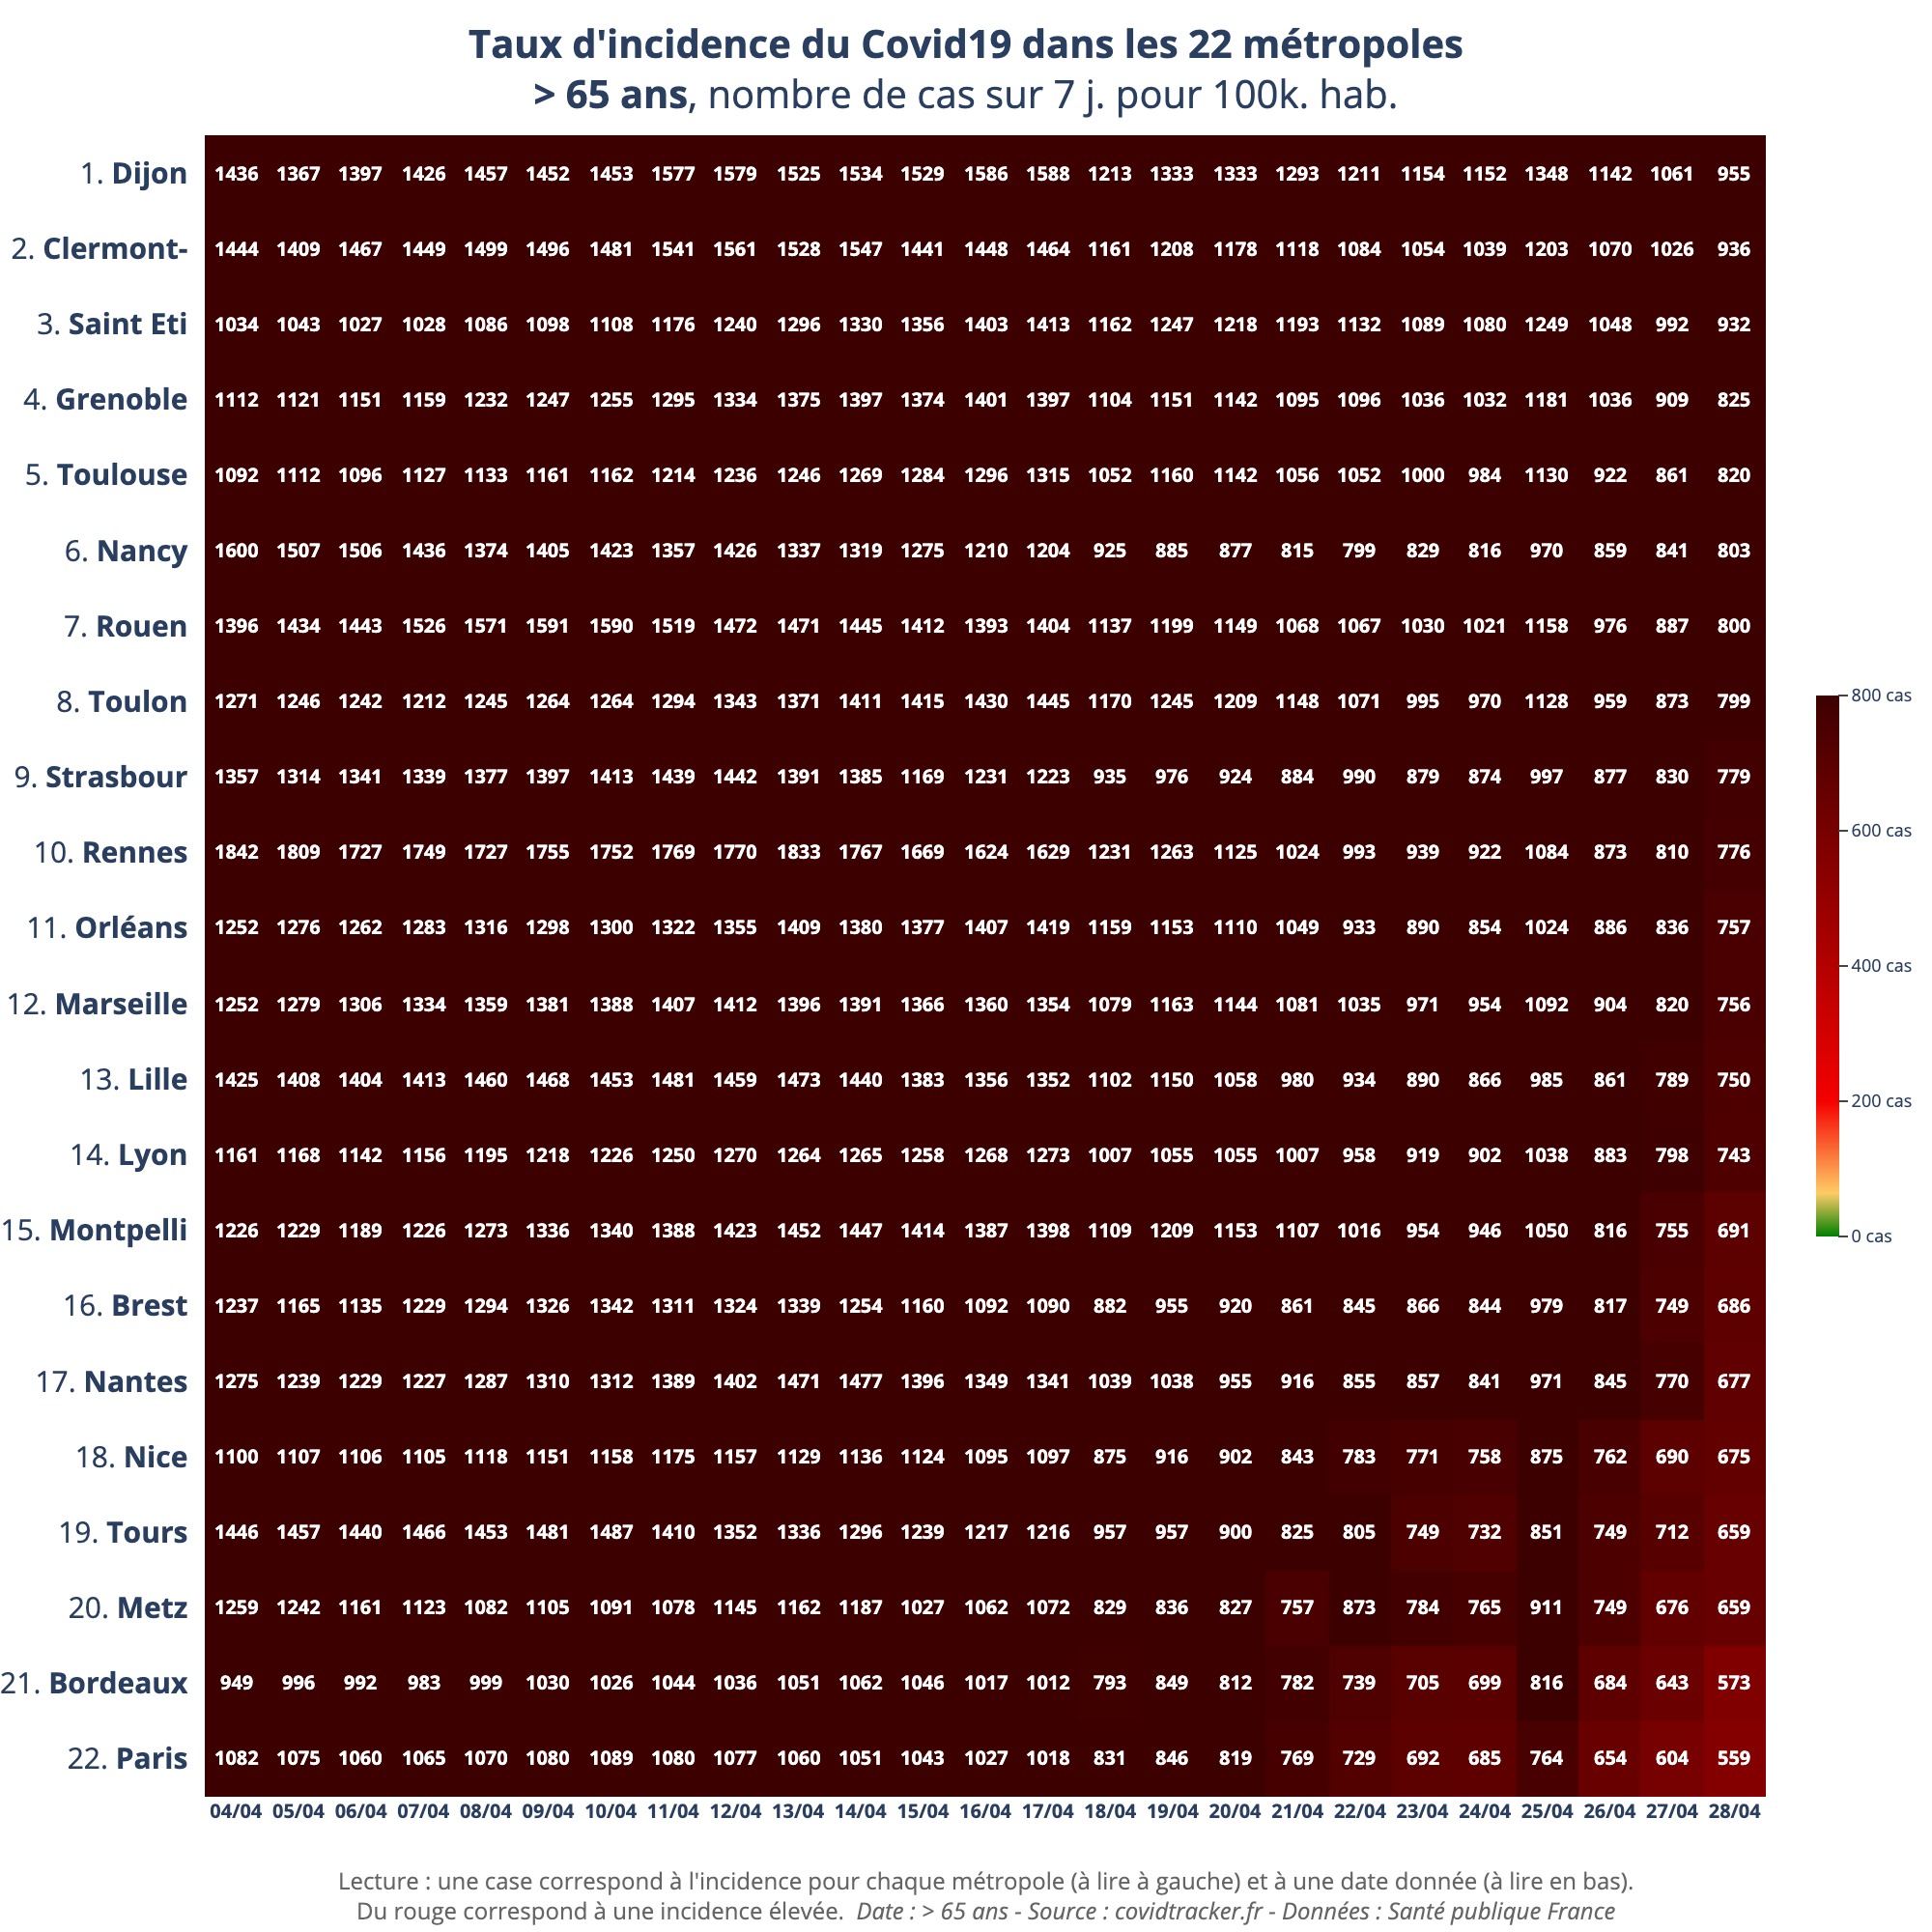 Taux d'incidence du Covid19 dans les 22 métropoles
> 65 ans, nombre de cas sur 7 j. pour 100k. hab.
1. Dijon 1436 1367 1397 1426 1457 1452 1453 1577 1579 1525 1534 1529 1586 1588 1213 1333 1333 1293 1211 1154 1152 1348 1142 1061 955
2. Clermont- 1444 1409 1467 1449 1499 1496 1481 1541 1561 1528 1547 1441 1448 1464 1161 1208 1178 1118 1084 1054 1039 1203 1070 1026 936
3. Saint Eti 1034 1043 1027 1028 1086 1098 1108 1176 1240 1296 1330 1356 1403 1413 1162 1247 1218 1193 1132 1089 1080 1249 1048 992 932
4. Grenoble 1112 1121 1151 1159 1232 1247 1255 1295 1334 1375 1397 1374 1401 1397 1104 1151 1142 1095 1096 1036 1032 1181 1036 909 825
5. Toulouse 1092 1112 1096 1127 1133 1161 1162 1214 1236 1246 1269 1284 1296 1315 1052 1160 1142 1056 1052 1000 984 1130 922 861 820
6. Nancy 1600 1507 1506 1436 1374 1405 1423 1357 1426 1337 1319 1275 1210 1204 925 885 877 815 799 829 816 970 859 841 803
7. Rouen 1396 1434 1443 1526 1571 1591 1590 1519 1472 1471 1445 1412 1393 1404 1137 1199 1149 1068 1067 1030 1021 1158 976 887 800
8. Toulon 1271 1246 1242 1212 1245 1264 1264 1294 1343 1371 1411 1415 1430 1445 1170 1245 1209 1148 1071 995 970 1128 959 873 799
9. Strasbour 1357 1314 1341 1339 1377 1397 1413 1439 1442 1391 1385 1169 1231 1223 935 976 924 884 990 879 874 997 877 830 779
10. Rennes 1842 1809 1727 1749 1727 1755 1752 1769 1770 1833 1767 1669 1624 1629 1231 1263 1125 1024 993 939 922 1084 873 810 776
11. Orléans 1252 1276 1262 1283 1316 1298 1300 1322 1355 1409 1380 1377 1407 1419 1159 1153 1110 1049 933 890 854 1024 886 836 757
12. Marseille 1252 1279 1306 1334 1359 1381 1388 1407 1412 1396 1391 1366 1360 1354 1079 1163 1144 1081 1035 971 954 1092 904 820 756
13. Lille 1425 1408 1404 1413 1460 1468 1453 1481 1459 1473 1440 1383 1356 1352 1102 1150 1058 980 934 890 866 985 861 789 750
14. Lyon 1161 1168 1142 1156 1195 1218 1226 1250 1270 1264 1265 1258 1268 1273 1007 1055 1055 1007 958 919 902 1038 883 798 743
15. Montpelli 1226 1229 1189 1226 1273 1336 1340 1388 1423 1452 1447 1414 1387 1398 1109 1209 1153 1107 1016 954 946 1050 816 755 691
16. Brest 1237 1165 1135 1229 1294 1326 1342 1311 1324 1339 1254 1160 1092 1090 882 955 920 861 845 866 844 979 817 749 686
17. Nantes 1275 1239 1229 1227 1287 1310 1312 1389 1402 1471 1477 1396 1349 1341 1039 1038 955 916 855 857 841 971 845 770 677
18. Nice 1100 1107 1106 1105 1118 1151 1158 1175 1157 1129 1136 1124 1095 1097 875 916 902 843 783 771 758 875 762 690 675
19. Tours 1446 1457 1440 1466 1453 1481 1487 1410 1352 1336 1296 1239 1217 1216 957 957 900 825 805 749 732 851 749 712 659
20. Metz 1259 1242 1161 1123 1082 1105 1091 1078 1145 1162 1187 1027 1062 1072 829 836 827 757 873 784 765 911 749 676 659
21. Bordeaux 949 996 992 983 999 1030 1026 1044 1036 1051 1062 1046 1017 1012 793 849 812 782 739 705 699 816 684 643 573
22. Paris 1082 1075 1060 1065 1070 1080 1089 1080 1077 1060 1051 1043 1027 1018 831 846 819 769 729 692 685 764 654 604 559
04/04 05/04 06/04 07/04 08/04 09/04 10/04 11/04 12/04 13/04 14/04 15/04 16/04 17/04 18/04 19/04 20/04 21/04 22/04 23/04 24/04 25/04 26/04 27/04 28/04
800 cas
600 cas
400 cas
200 cas
0 cas
Lecture : une case correspond à l'incidence pour chaque métropole (à lire à gauche) et à une date donnée (à lire en bas).
Du rouge correspond à une incidence élevée. Date : > 65 ans - Source : covidtracker.fr - Données : Santé publique France